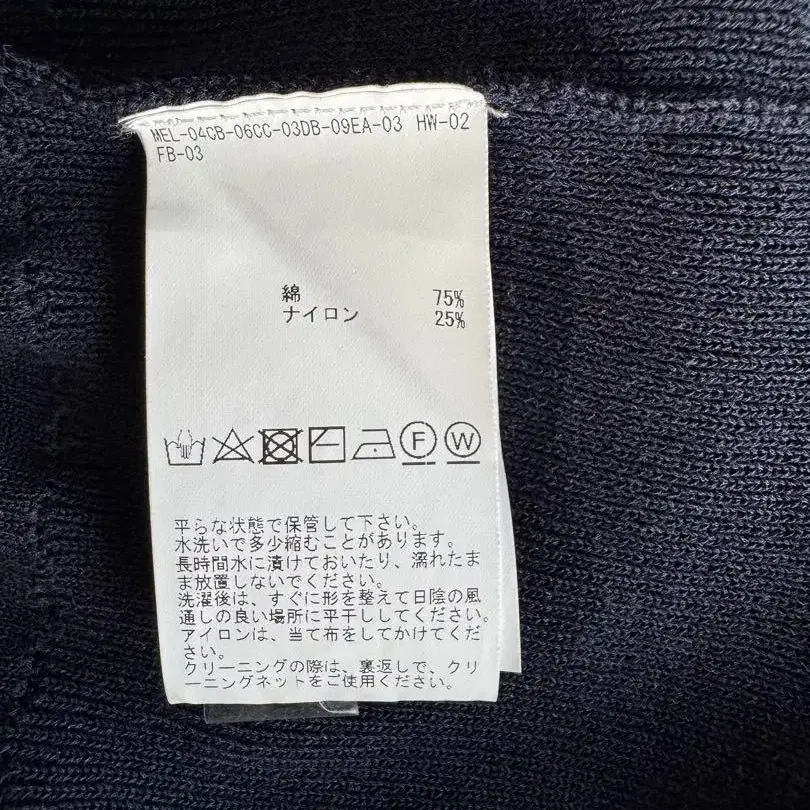 MEL-04CB-06CC-03DB-09EA-03 HW-02
FB-03
綿 75%
ナイロン 25%
F W
平らな状態で保管して下さい。
水洗いで多少縮むことがあります。
長時間水に漬けておいたり、濡れたま
ま放置しないでください。
洗濯後は、すぐに形を整えて日陰の風
通しの良い場所に平干ししてください。
アイロンは、当て布をしてかけてくだ
さい。
クリーニングの際は、裏返しで、クリ
ーニングネットをご使用ください。